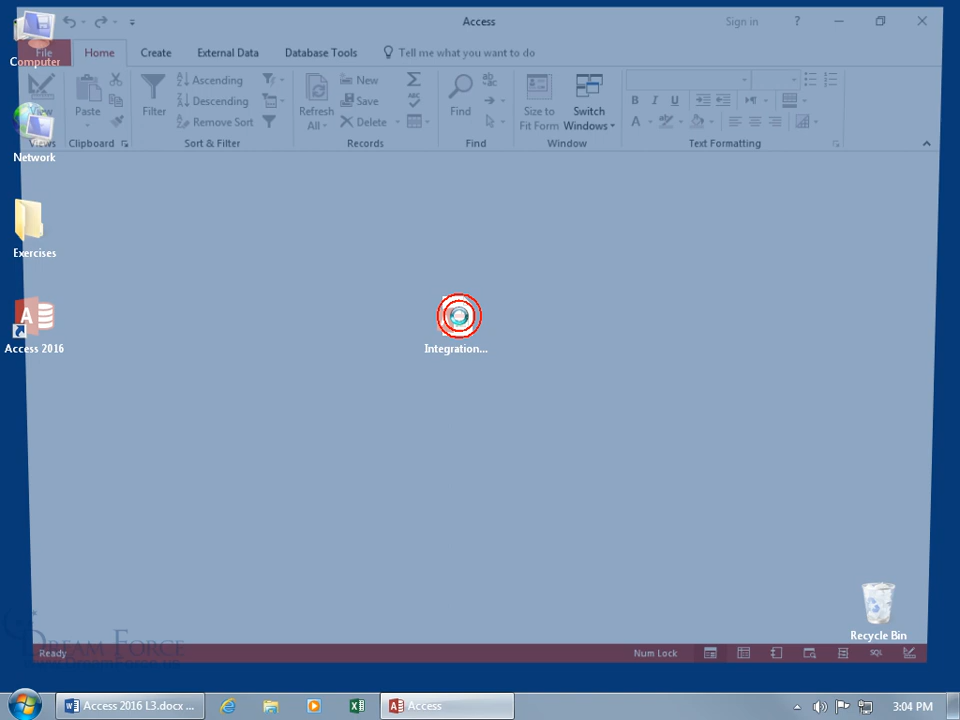 Access
Sign in ?
File Home Create External Data Database Tools Tell me what you want to do
Computer
View
Paste
Filter
Ascending
Descending
Remove Sort
Refresh
All
New
Save
Delete
Find
Size to
Fit Form
Switch
Windows
B I U
A
Views Clipboard Sort & Filter Records Find Window Text Formatting
Network
Exercises
A
Access 2016
Integration...
Recycle Bin
DREAM FORCE
Ready Num Lock SQL
Access 2016 L3.docx ... Access 3:04 PM